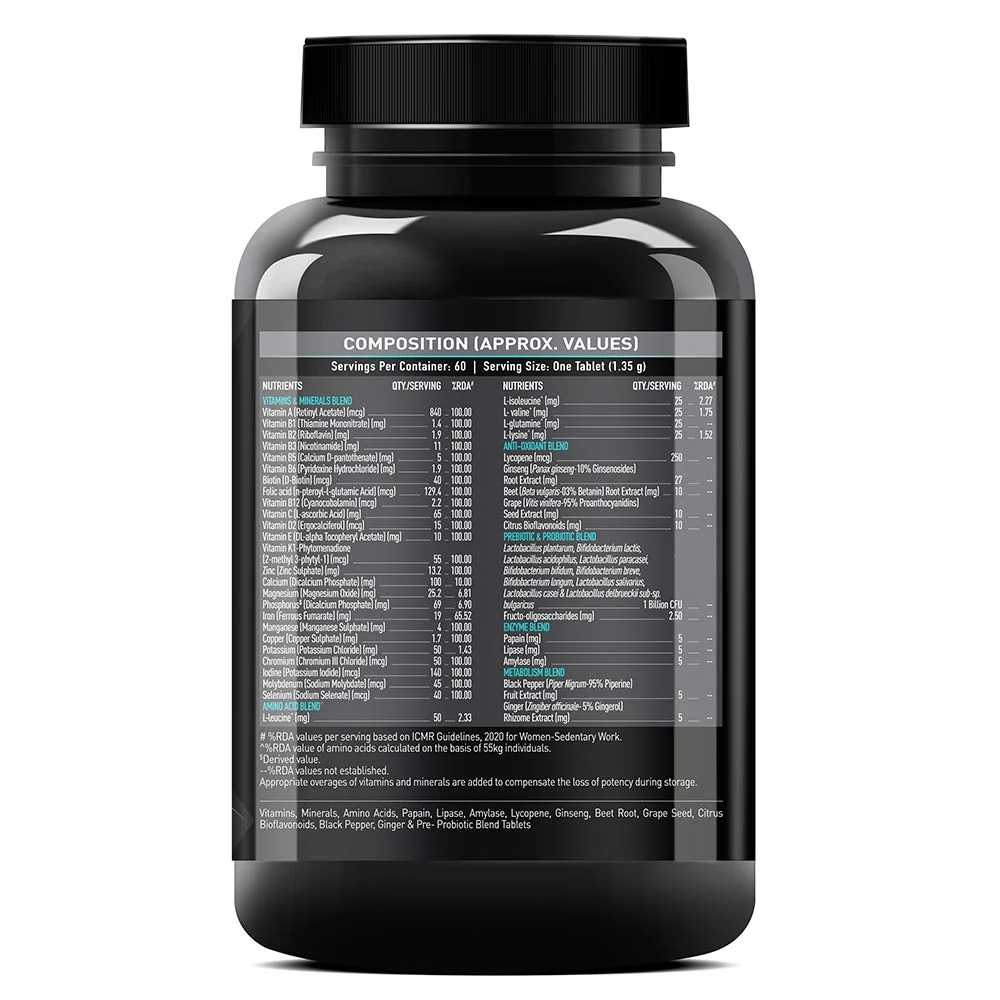 COMPOSITION (APPROX. VALUES)
Servings Per Container: 60 | Serving Size: One Tablet (1.35 g)
NUTRIENTS QTY./SERVING %RDA#
VITAMINS & MINERALS BLEND
Vitamin A (Retinyl Acetate) (mcg) 840 100.00
Vitamin B1 (Thiamine Mononitrate) (mg) 1.4 100.00
Vitamin B2 (Riboflavin) (mg) 1.9 100.00
Vitamin B3 (Nicotinamide) (mg) 11 100.00
Vitamin B5 (Calcium D-pantothenate) (mg) 5 100.00
Vitamin B6 (Pyridoxine Hydrochloride) (mg) 1.9 100.00
Biotin (D-Biotin) (mcg) 40 100.00
Folic acid (n-pteroyl-l-glutamic Acid) (mcg) 129.4 100.00
Vitamin B12 (Cyanocobalamin) (mcg) 2.2 100.00
Vitamin C (L-ascorbic Acid) (mg) 65 100.00
Vitamin D2 (Ergocalciferol) (mcg) 15 100.00
Vitamin E (DL-alpha Tocopheryl Acetate) (mg) 10 100.00
Vitamin K1-Phytomenadione
(2-methyl 3-phytyl-1) (mcg) 55 100.00
Zinc (Zinc Sulphate) (mg) 13.2 100.00
Calcium (Dicalcium Phosphate) (mg) 100 10.00
Magnesium (Magnesium Oxide) (mg) 25.2 6.81
Phosphorus$ (Dicalcium Phosphate) (mg) 69 6.90
Iron (Ferrous Fumarate) (mg) 19 65.52
Manganese (Manganese Sulphate) (mg) 4 100.00
Copper (Copper Sulphate) (mg) 1.7 100.00
Potassium (Potassium Chloride) (mg) 50 1.43
Chromium (Chromium III Chloride) (mcg) 50 100.00
Iodine (Potassium Iodide) (mcg) 140 100.00
Molybdenum (Sodium Molybdate) (mcg) 45 100.00
Selenium (Sodium Selenate) (mcg) 40 100.00
AMINO ACID BLEND^
L-leucine^ (mg) 50 2.33
NUTRIENTS QTY./SERVING %RDA#
L-isoleucine^ (mg) 25 2.27
L- valine^ (mg) 25 1.75
L-glutamine^ (mg) 25 --
L-lysine^ (mg) 25 1.52
ANTI-OXIDANT BLEND
Lycopene (mcg) 250 --
Ginseng (Panax ginseng-10% Ginsenosides)
Root Extract (mg) 27 --
Beet (Beta vulgaris-03% Betanin) Root Extract (mg) 10 --
Grape (Vitis vinifera-95% Proanthocyanidins)
Seed Extract (mg) 10 --
Citrus Bioflavonoids (mg) 10 --
PREBIOTIC & PROBIOTIC BLEND
Lactobacillus plantarum, Bifidobacterium lactis,
Lactobacillus acidophilus, Lactobacillus paracasei,
Bifidobacterium bifidum, Bifidobacterium breve,
Bifidobacterium longum, Lactobacillus salivarius,
Lactobacillus casei & Lactobacillus delbrueckii sub-sp.
bulgaricus 1 Billion CFU --
Fructo-oligosaccharides (mg) 2.50 --
ENZYME BLEND
Papain (mg) 5 --
Lipase (mg) 5 --
Amylase (mg) 5 --
METABOLISM BLEND
Black Pepper (Piper Nigrum-95% Piperine)
Fruit Extract (mg) 5 --
Ginger (Zingiber officinale- 5% Gingerol)
Rhizome Extract (mg) 5 --
# %RDA values per serving based on ICMR Guidelines, 2020 for Women-Sedentary Work.
^%RDA value of amino acids calculated on the basis of 55kg individuals.
$Derived value.
--%RDA values not established.
Appropriate overages of vitamins and minerals are added to compensate the loss of potency during storage.
Vitamins, Minerals, Amino Acids, Papain, Lipase, Amylase, Lycopene, Ginseng, Beet Root, Grape Seed, Citrus
Bioflavonoids, Black Pepper, Ginger & Pre- Probiotic Blend Tablets